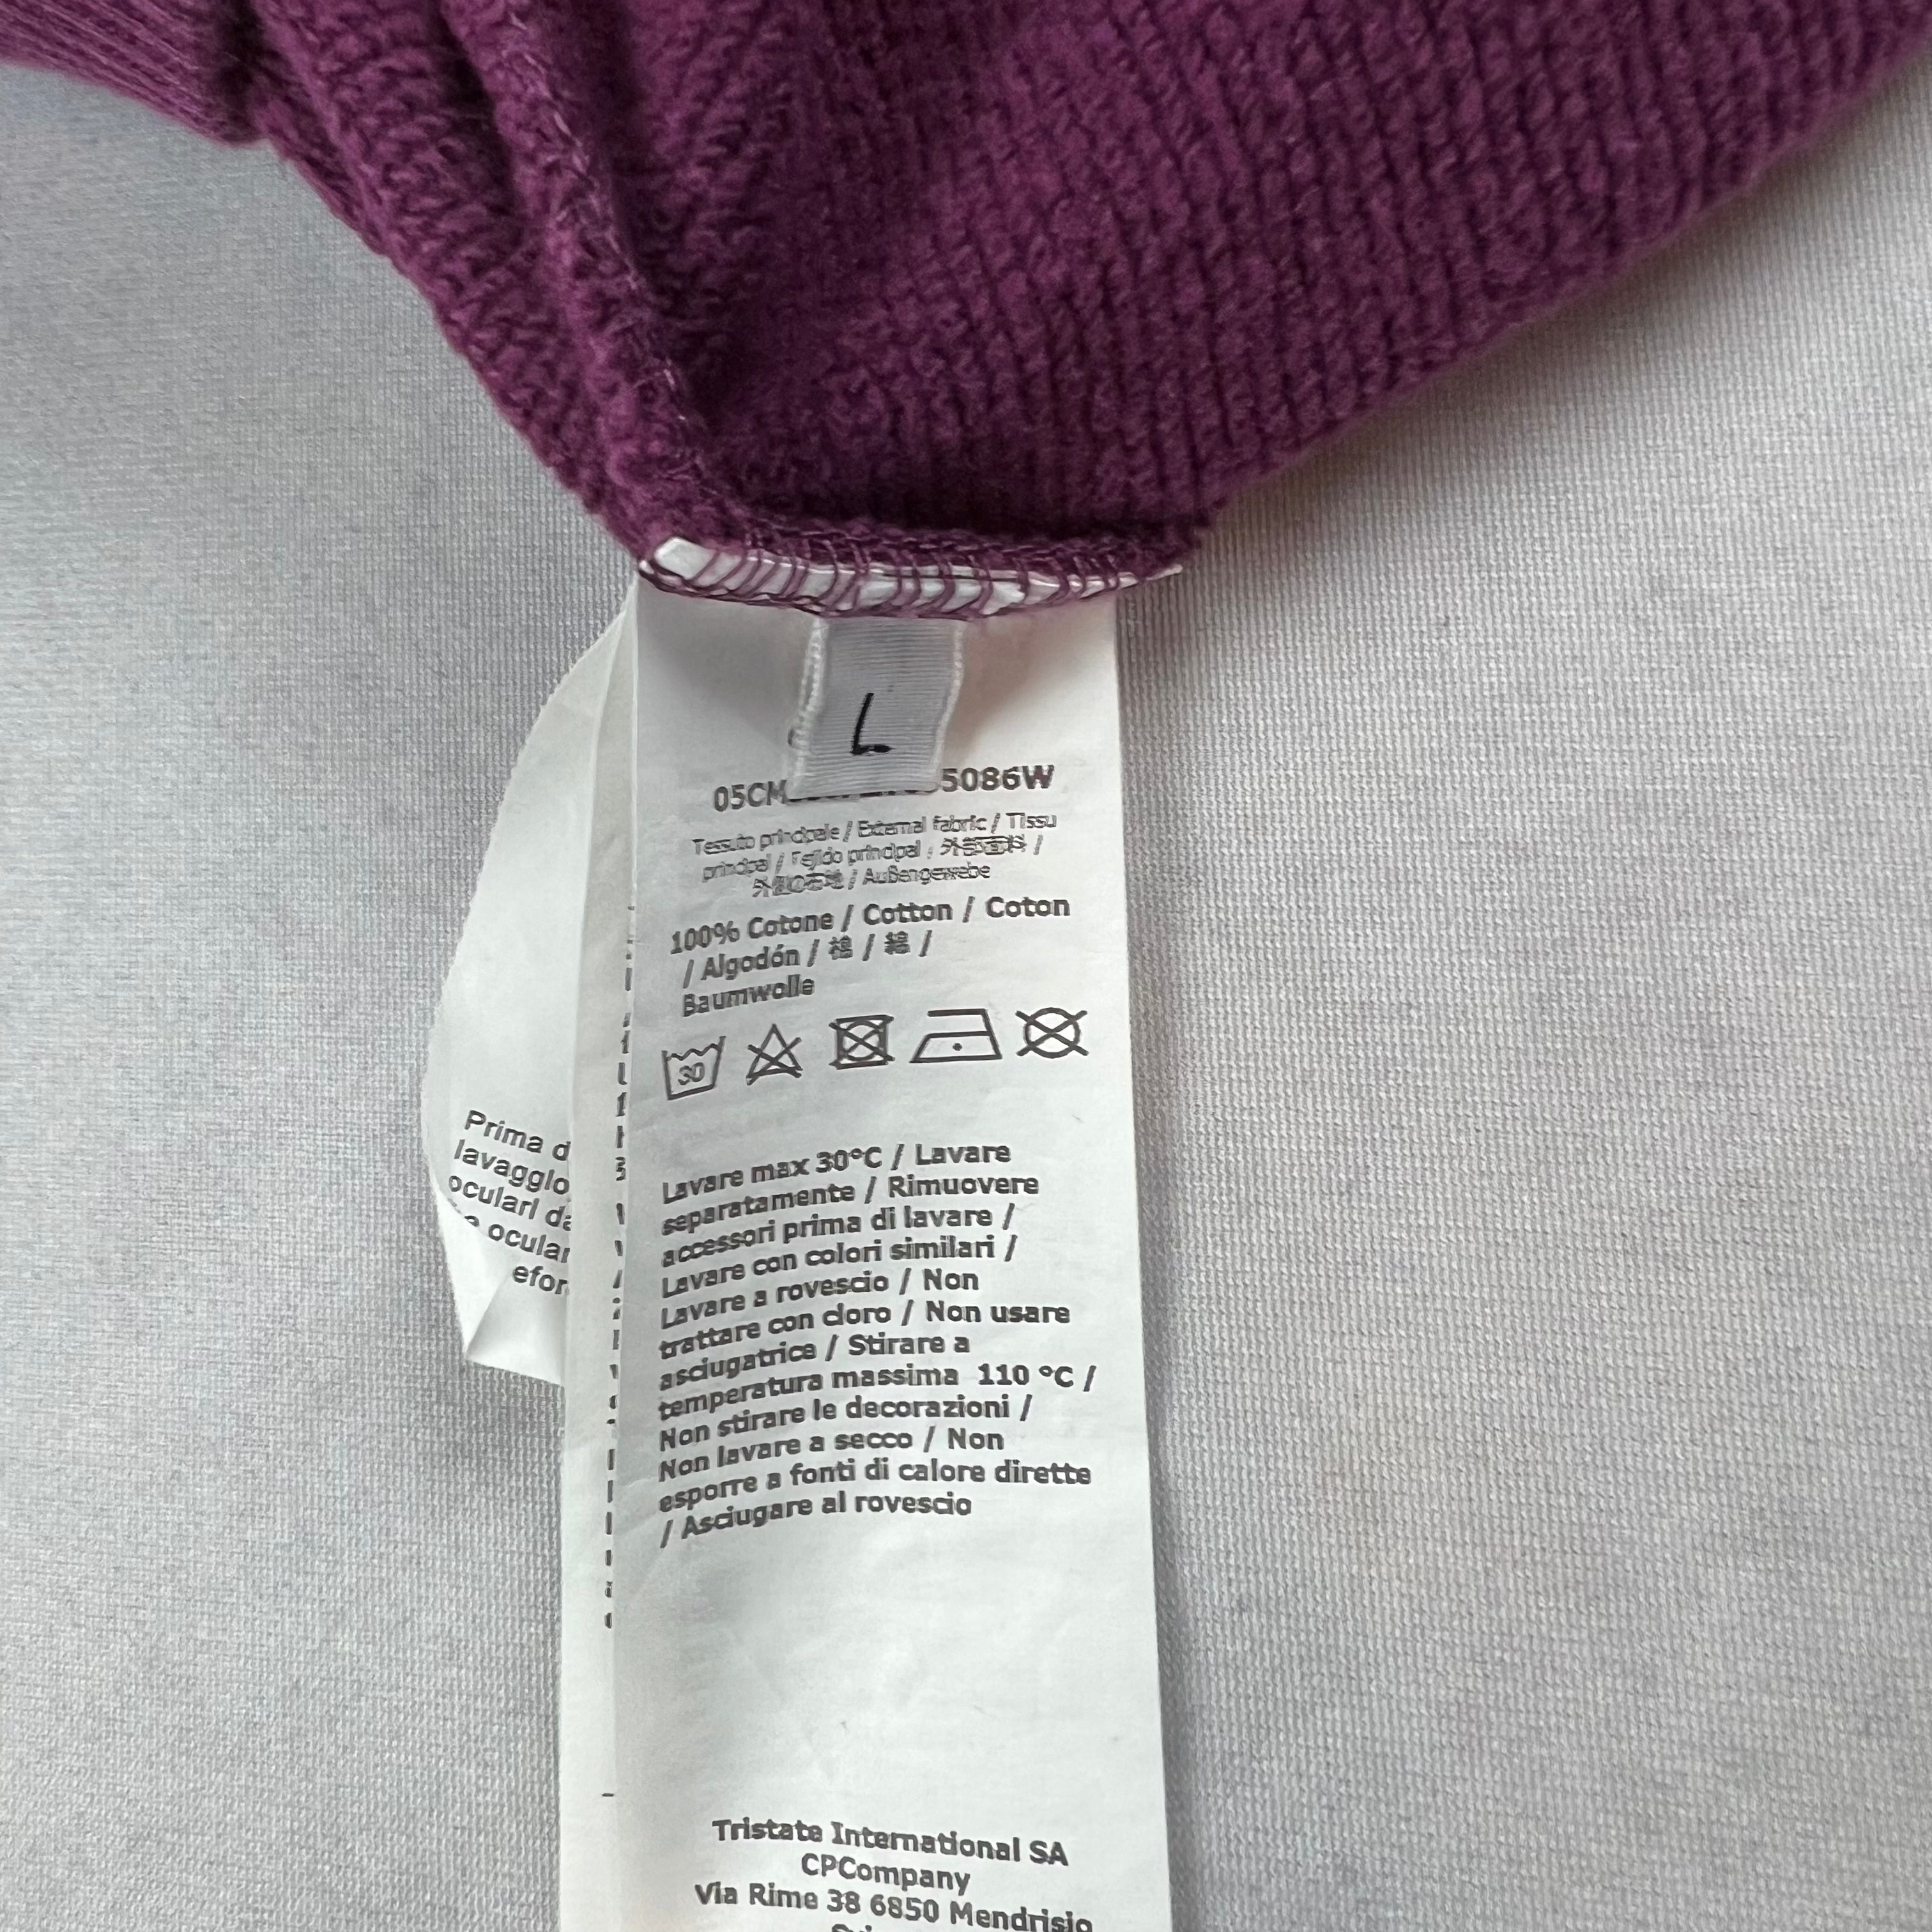 L
05CM
5086W
Tessuto principale / External fabric / Tissu
principal / Tejido principal /
/ Außengewebe
100% Cotone / Cotton / Coton
/ Algodón / 棉 / 綿 /
Baumwolle
30
Lavare max 30°C / Lavare
separatamente / Rimuovere
accessori prima di lavare /
Lavare con colori similari /
Lavare a rovescio / Non
trattare con cloro / Non usare
asciugatrice / Stirare a
temperatura massima 110 °C /
Non stirare le decorazioni /
Non lavare a secco / Non
esporre a fonti di calore dirette
/ Asciugare al rovescio
Tristate International SA
CPCompany
Via Rime 38 6850 Mendrisio
Prima d
lavaggio
oculari da
ocular
efor